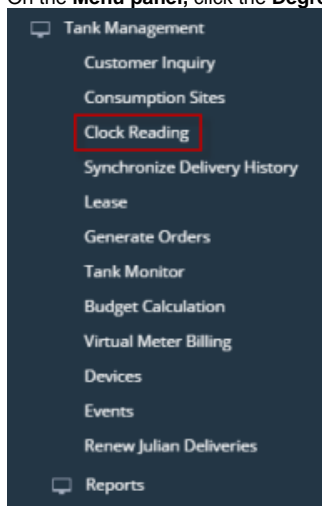 On the Menu panel, click the Degre
Tank Management
Customer Inquiry
Consumption Sites
Clock Reading
Synchronize Delivery History
Lease
Generate Orders
Tank Monitor
Budget Calculation
Virtual Meter Billing
Devices
Events
Renew Julian Deliveries
Reports